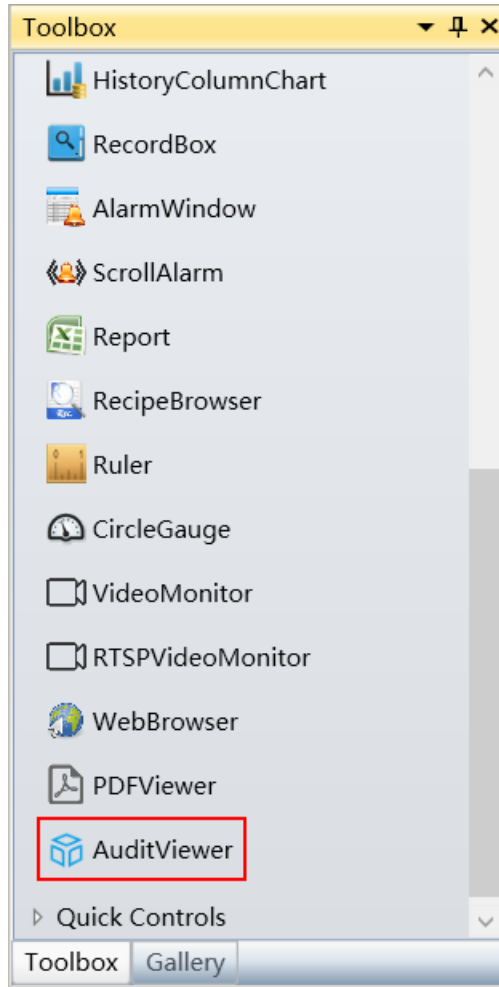 Toolbox
HistoryColumnChart
RecordBox
AlarmWindow
ScrollAlarm
Report
RecipeBrowser
Ruler
CircleGauge
VideoMonitor
RTSPVideoMonitor
WebBrowser
PDFViewer
AuditViewer
Quick Controls
Toolbox Gallery